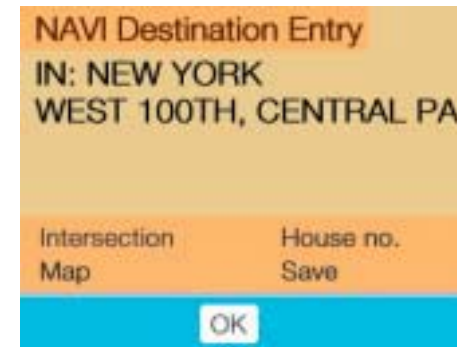 NAVI Destination Entry
IN: NEW YORK
WEST 100TH, CENTRAL PA
Intersection House no.
Map Save
OK